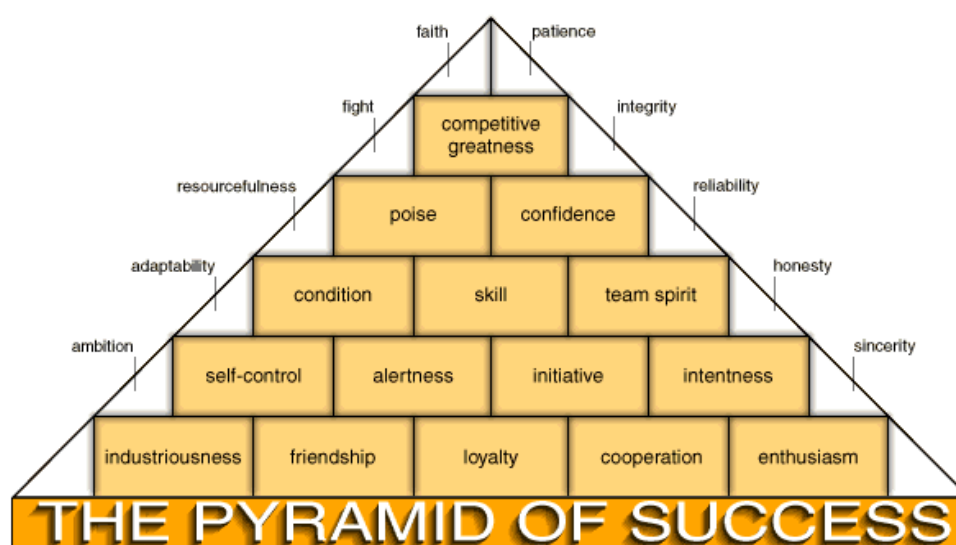 faith
patience
fight
integrity
competitive
greatness
resourcefulness
reliability
poise
confidence
adaptability
honesty
condition
skill
team spirit
ambition
sincerity
self-control
alertness
initiative
intentness
industriousness
friendship
loyalty
cooperation
enthusiasm
THE PYRAMID OF SUCCESS